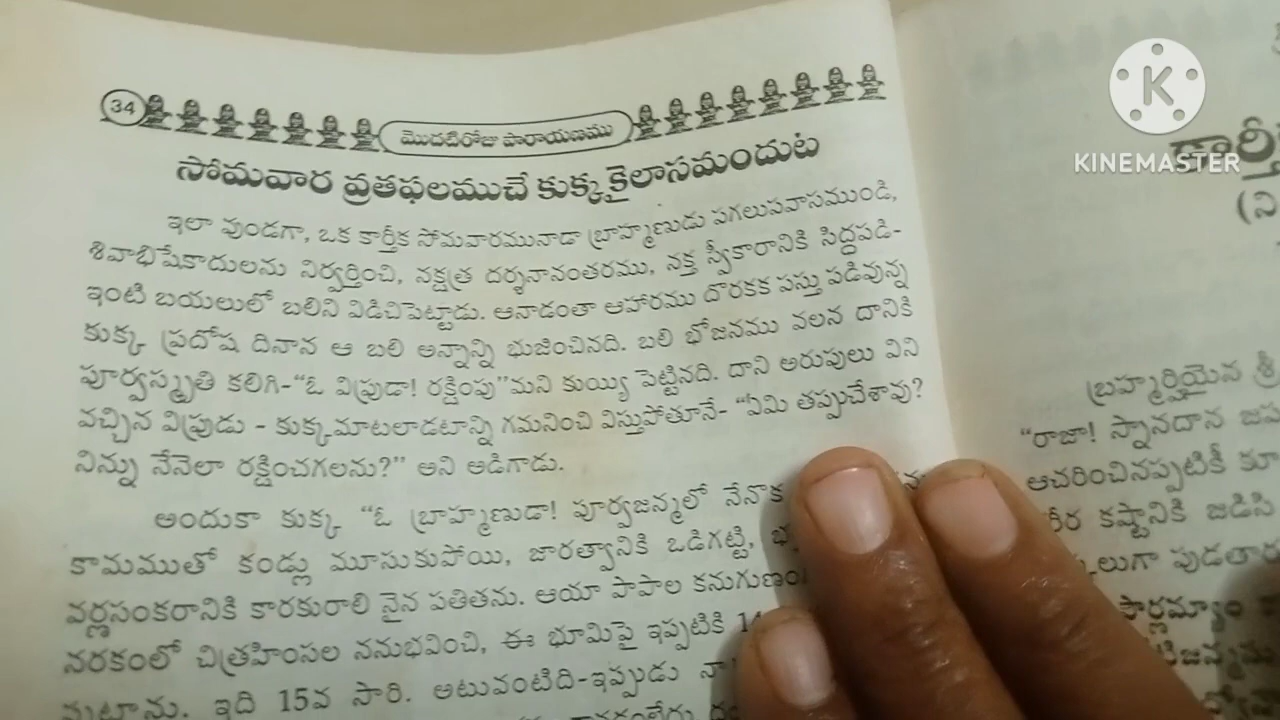 34
మొదటిరోజు పారాయణము
సోమవార వ్రతఫలముచే కుక్కకైలాసమందుట
ఇలా వుండగా, ఒక కార్తీక సోమవారమునాడా బ్రాహ్మణుడు పగలుపవాసముండి,
శివాభిషేకాదులను నిర్వర్తించి, నక్షత్ర దర్శనానంతరము, నక్త స్వీకారానికి సిద్ధపడి-
ఇంటి బయలులో బలిని విడిచిపెట్టాడు. ఆనాడంతా ఆహారము దొరకక పస్తు పడివున్న
కుక్క ప్రదోష దినాన ఆ బలి అన్నాన్ని భుజించినది. బలి భోజనము వలన దానికి
పూర్వస్మృతి కలిగి-"ఓ విప్రుడా! రక్షింపు"మని కుయ్యి పెట్టినది. దాని అరుపులు విని
వచ్చిన విప్రుడు - కుక్కమాటలాడటాన్ని గమనించి విస్తుపోతూనే- "ఏమి తప్పుచేశావు?
నిన్ను నేనెలా రక్షించగలను?" అని అడిగాడు.
అందుకా కుక్క "ఓ బ్రాహ్మణుడా! పూర్వజన్మలో నేనొక
కామముతో కండ్లు మూసుకుపోయి, జారత్వానికి ఒడిగట్టి,
వర్ణసంకరానికి కారకురాలి నైన పతితను. ఆయా పాపాల కనుగుణం
నరకంలో చిత్రహింసల ననుభవించి, ఈ భూమిపై ఇప్పటికి 14
పుట్టాను. ఇది 15వ సారి. అటువంటిది-ఇప్పుడు
KINEMASTER
బ్రహ్మర్షియైన శ్రీ
"రాజా! స్నానదాన జప
ఆచరించినప్పటికీ కూ
కష్టానికి జడిసి
పుడతారు